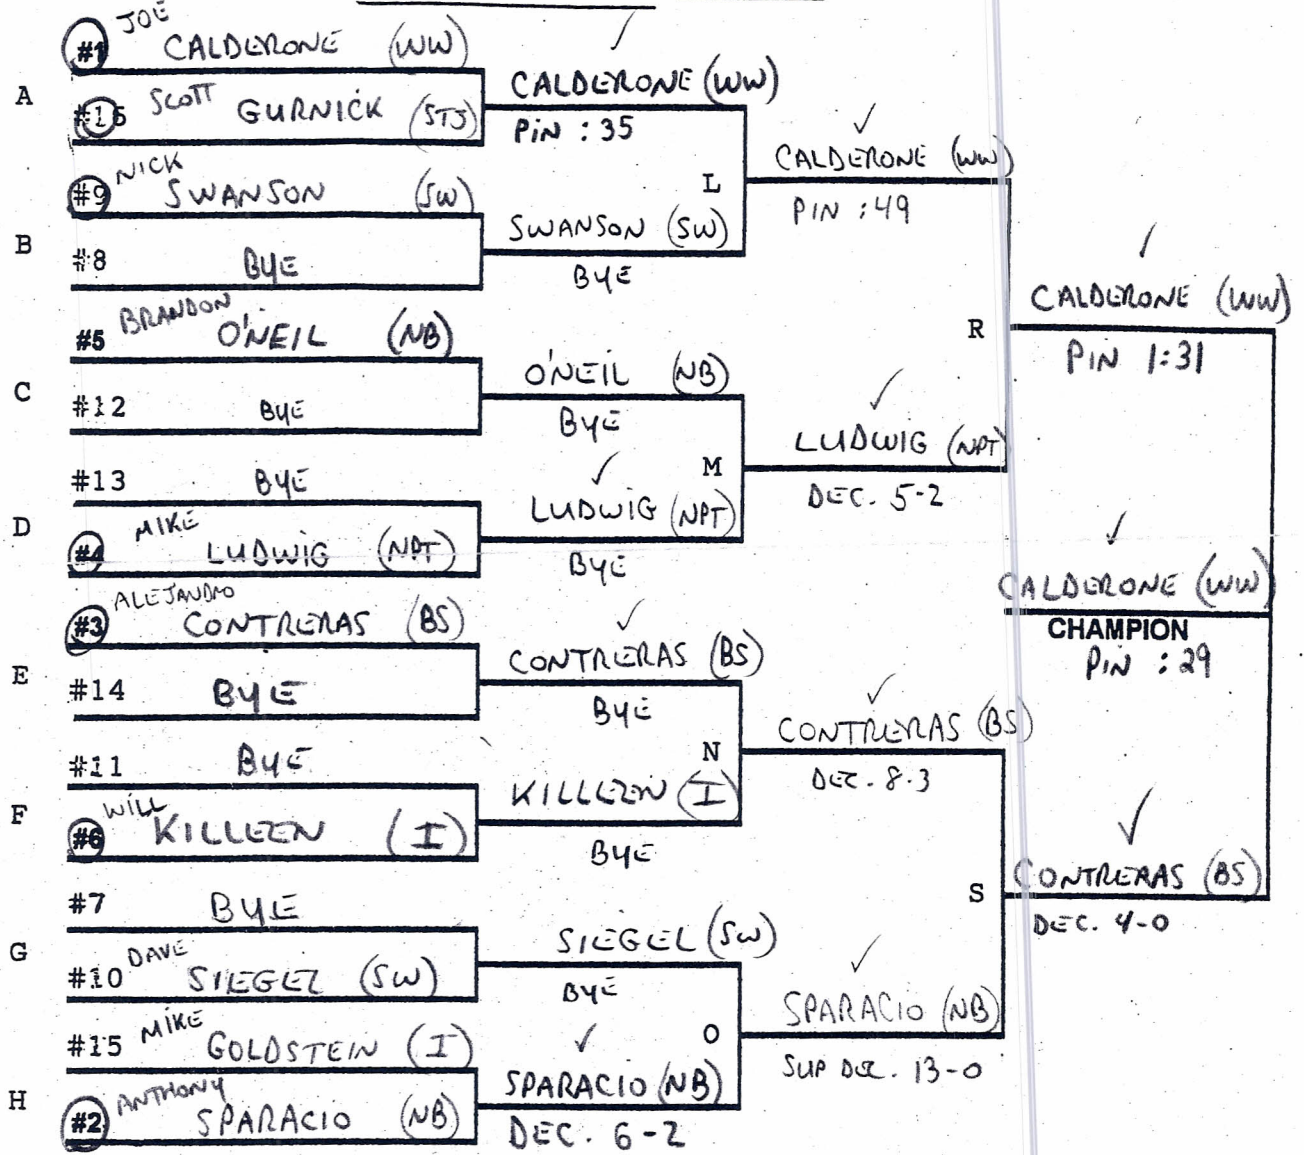 JOE
#1 CALDERONE (WW)
A
#16 SCOTT GURNICK (STJ)
CALDERONE (WW)
PIN :35
NICK
#9 SWANSON (SW)
B
#8 BYE
SWANSON (SW)
BYE
L
CALDERONE (WW)
PIN :49
BRANDON
#5 O'NEIL (NB)
C
#12 BYE
O'NEIL (NB)
BYE
#13 BYE
D
MIKE
#4 LUDWIG (NPT)
LUDWIG (NPT)
BYE
M
LUDWIG (NPT)
DEC. 5-2
R
CALDERONE (WW)
PIN 1:31
ALEJANDRO
#3 CONTRERAS (BS)
E
#14 BYE
CONTRERAS (BS)
BYE
#11 BYE
F
WILL
#6 KILLEEN (I)
KILLEEN (I)
BYE
N
CONTRERAS (BS)
DEC. 8-3
#7 BYE
G
DAVE
#10 SIEGEL (SW)
SIEGEL (SW)
BYE
MIKE
#15 GOLDSTEIN (I)
H
ANTHONY
#2 SPARACIO (NB)
SPARACIO (NB)
DEC. 6-2
O
SPARACIO (NB)
SUP DEC. 13-0
S
CONTRERAS (BS)
DEC. 4-0
CALDERONE (WW)
CHAMPION
PIN :29